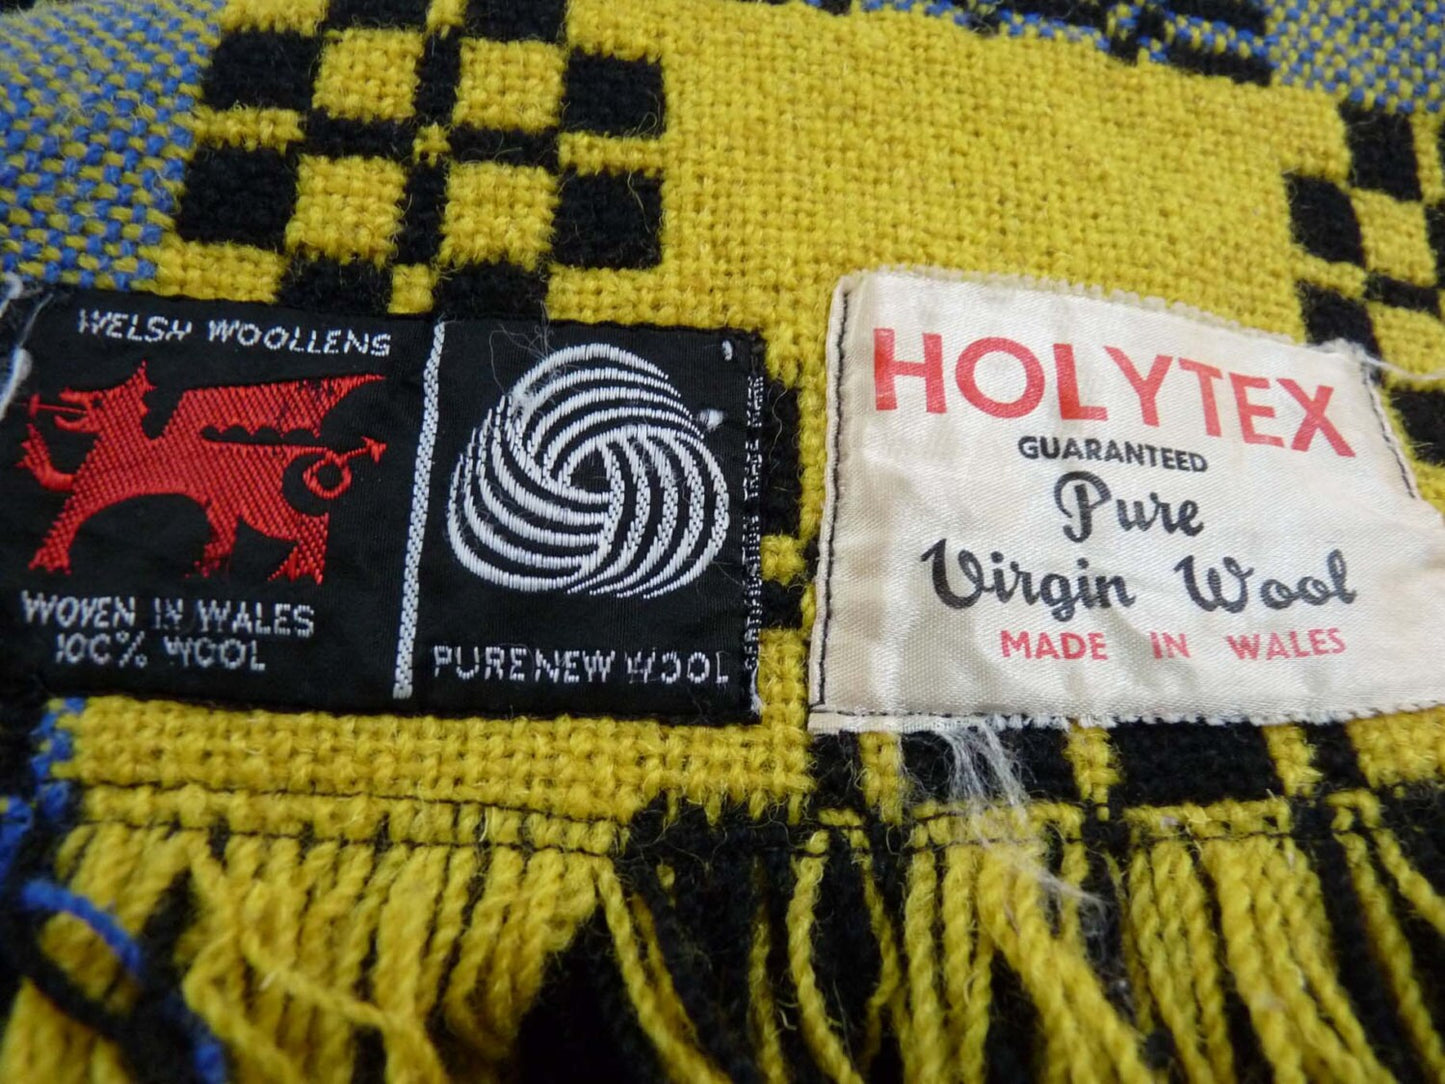 WELSH WOOLLENS
WOVEN IN WALES
100% WOOL
PURE NEW WOOL
HOLYTEX
GUARANTEED
Pure
Virgin Wool
MADE IN WALES